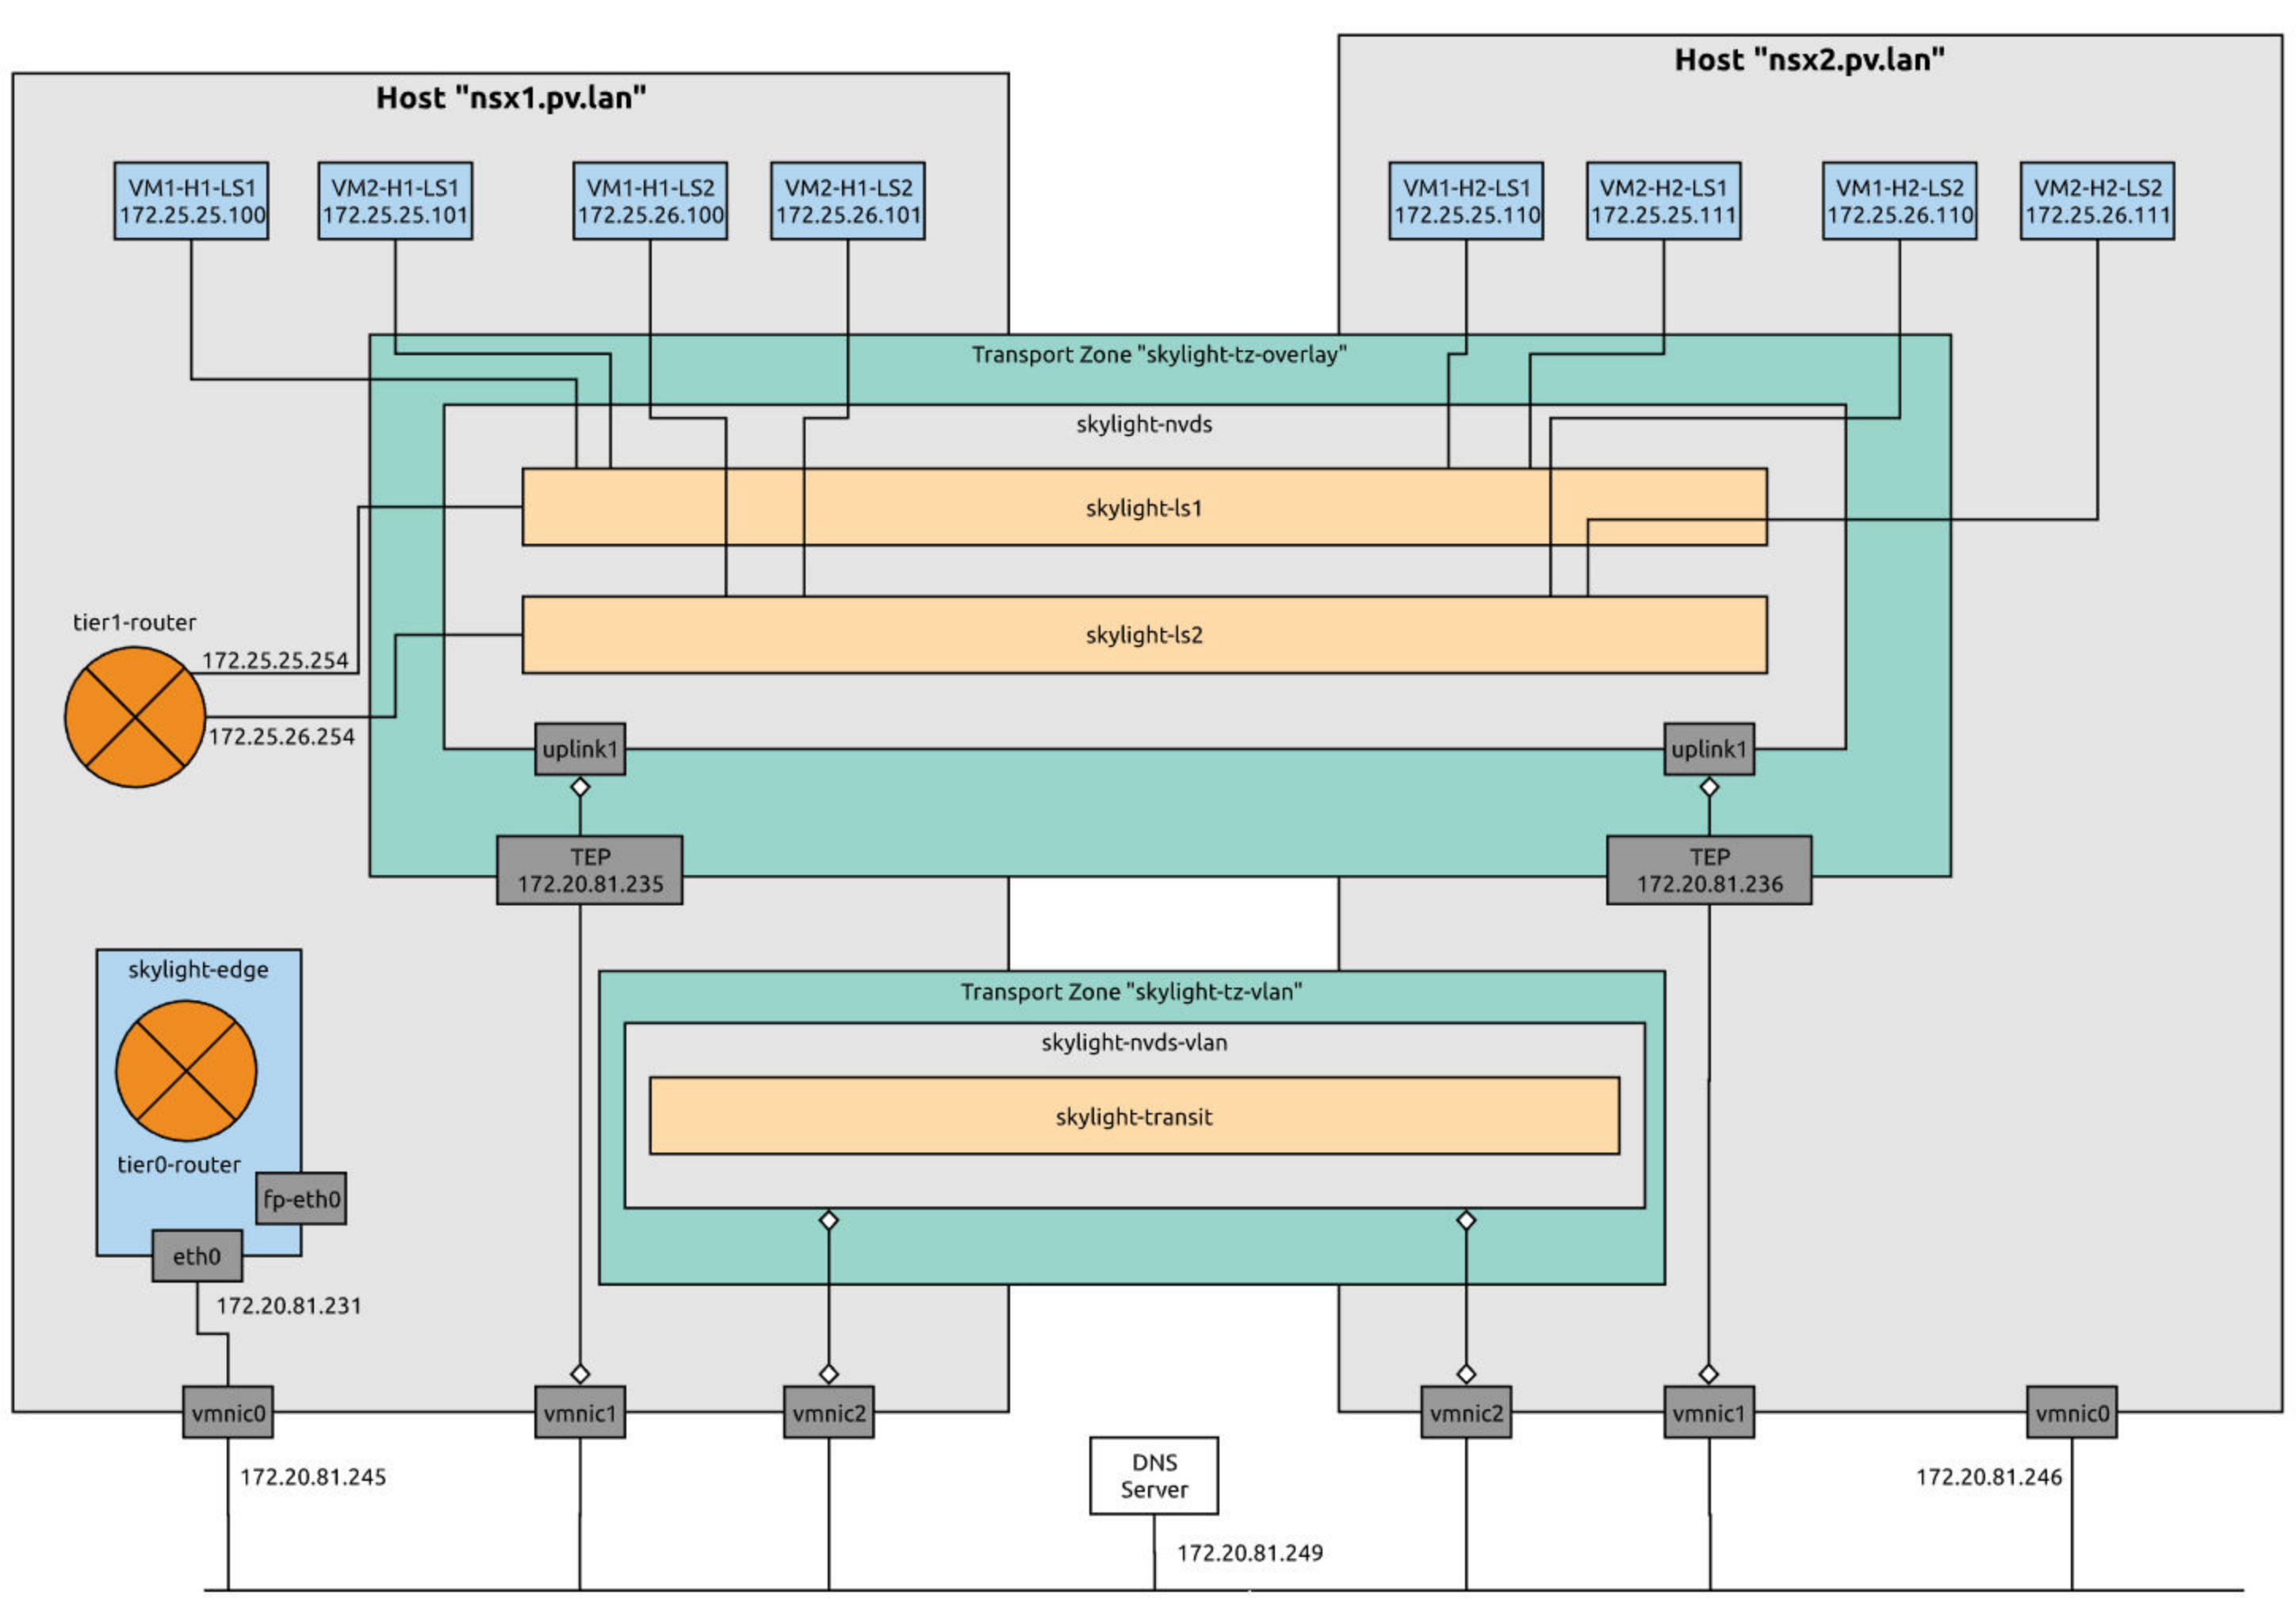 Host "nsx1.pv.lan"
Host "nsx2.pv.lan"
VM1-H1-LS1
172.25.25.100
VM2-H1-LS1
172.25.25.101
VM1-H1-LS2
172.25.26.100
VM2-H1-LS2
172.25.26.101
VM1-H2-LS1
172.25.25.110
VM2-H2-LS1
172.25.25.111
VM1-H2-LS2
172.25.26.110
VM2-H2-LS2
172.25.26.111
Transport Zone "skylight-tz-overlay"
skylight-nvds
skylight-ls1
skylight-ls2
tier1-router
172.25.25.254
172.25.26.254
uplink1
uplink1
TEP
172.20.81.235
TEP
172.20.81.236
skylight-edge
tier0-router
fp-eth0
eth0
172.20.81.231
Transport Zone "skylight-tz-vlan"
skylight-nvds-vlan
skylight-transit
vmnic0
vmnic1
vmnic2
vmnic2
vmnic1
vmnic0
172.20.81.245
DNS
Server
172.20.81.249
172.20.81.246